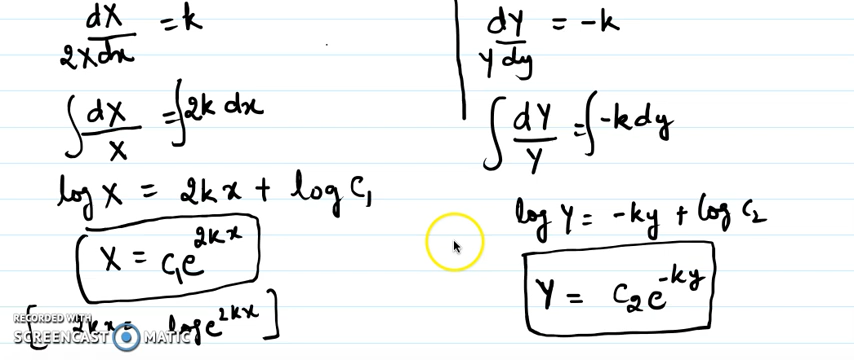 dX/2X dx = k
∫ dX/X = ∫ 2k dx
log X = 2kx + log C₁
X = C₁e^{2kx}
[ 2kx = log e^{2kx} ]
dY/Y dy = -k
∫ dY/Y = ∫ -k dy
log Y = -ky + log C₂
Y = C₂e^{-ky}
RECORDED WITH
SCREENCAST MATIC